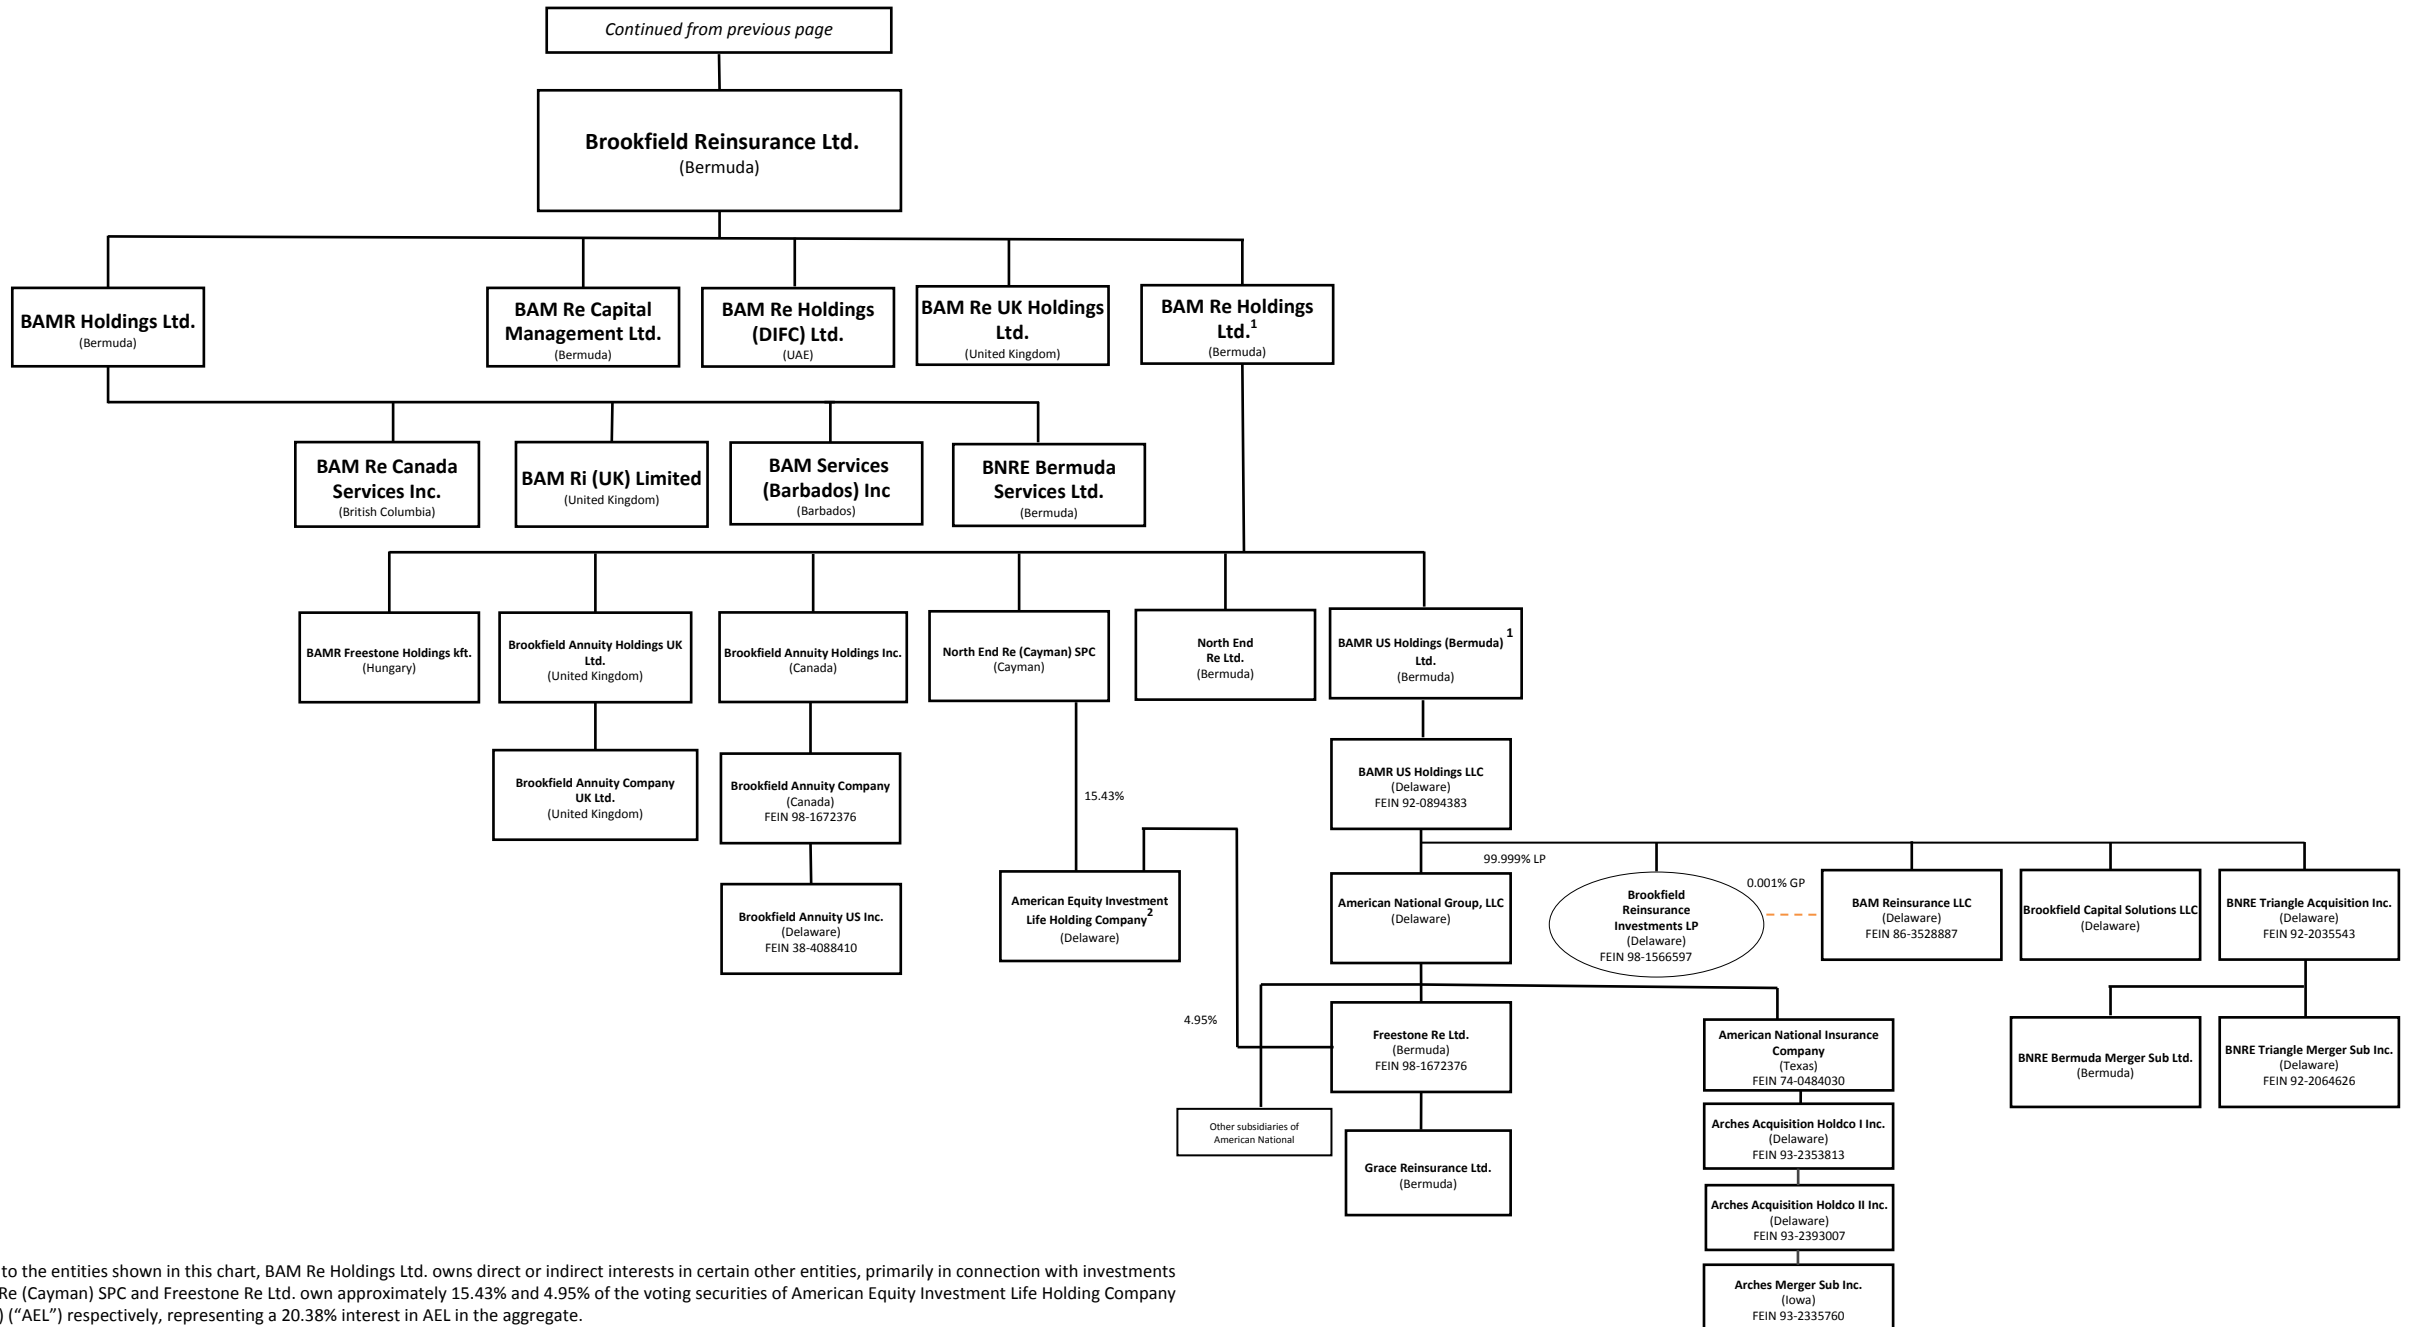 Continued from previous page
Brookfield Reinsurance Ltd.
(Bermuda)
BAMR Holdings Ltd.
(Bermuda)
BAM Re Capital
Management Ltd.
(Bermuda)
BAM Re Holdings
(DIFC) Ltd.
(UAE)
BAM Re UK Holdings
Ltd.
(United Kingdom)
BAM Re Holdings
Ltd.1
(Bermuda)
BAM Re Canada
Services Inc.
(British Columbia)
BAM Ri (UK) Limited
(United Kingdom)
BAM Services
(Barbados) Inc
(Barbados)
BNRE Bermuda
Services Ltd.
(Bermuda)
BAMR Freestone Holdings kft.
(Hungary)
Brookfield Annuity Holdings UK
Ltd.
(United Kingdom)
Brookfield Annuity Holdings Inc.
(Canada)
North End Re (Cayman) SPC
(Cayman)
North End
Re Ltd.
(Bermuda)
BAMR US Holdings (Bermuda) 1
Ltd.
(Bermuda)
Brookfield Annuity Company
UK Ltd.
(United Kingdom)
Brookfield Annuity Company
(Canada)
FEIN 98-1672376
15.43%
BAMR US Holdings LLC
(Delaware)
FEIN 92-0894383
Brookfield Annuity US Inc.
(Delaware)
FEIN 38-4088410
American Equity Investment
Life Holding Company2
(Delaware)
American National Group, LLC
(Delaware)
99.999% LP
Brookfield
Reinsurance
Investments LP
(Delaware)
FEIN 98-1566597
0.001% GP
BAM Reinsurance LLC
(Delaware)
FEIN 86-3528887
Brookfield Capital Solutions LLC
(Delaware)
BNRE Triangle Acquisition Inc.
(Delaware)
FEIN 92-2035543
4.95%
Freestone Re Ltd.
(Bermuda)
FEIN 98-1672376
American National Insurance
Company
(Texas)
FEIN 74-0484030
BNRE Bermuda Merger Sub Ltd.
(Bermuda)
BNRE Triangle Merger Sub Inc.
(Delaware)
FEIN 92-2064626
Other subsidiaries of
American National
Grace Reinsurance Ltd.
(Bermuda)
Arches Acquisition Holdco I Inc.
(Delaware)
FEIN 93-2353813
Arches Acquisition Holdco II Inc.
(Delaware)
FEIN 93-2393007
Arches Merger Sub Inc.
(Iowa)
FEIN 93-2335760
to the entities shown in this chart, BAM Re Holdings Ltd. owns direct or indirect interests in certain other entities, primarily in connection with investments
Re (Cayman) SPC and Freestone Re Ltd. own approximately 15.43% and 4.95% of the voting securities of American Equity Investment Life Holding Company
) (“AEL”) respectively, representing a 20.38% interest in AEL in the aggregate.